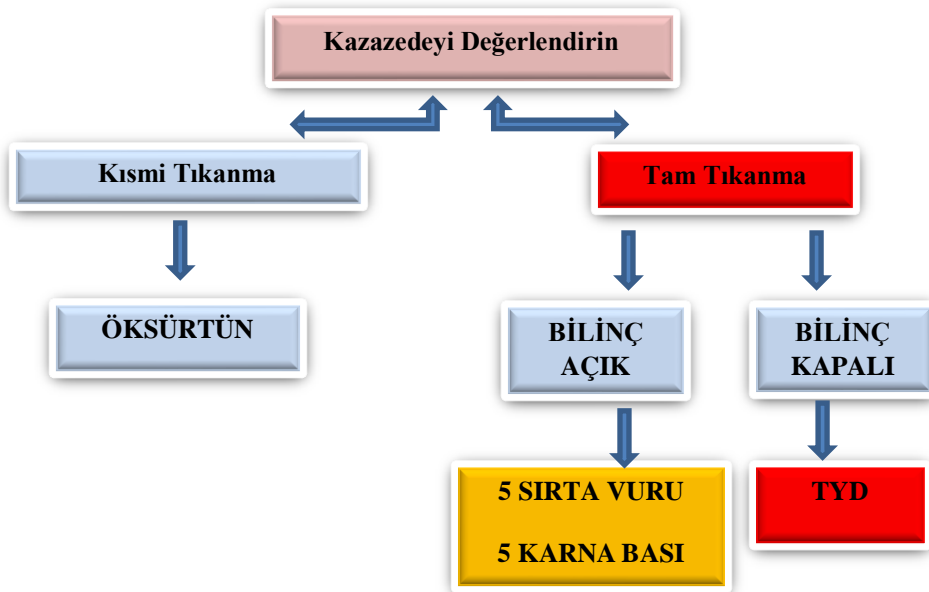 Kazazedeyi Değerlendirin
Kısmi Tıkanma
Tam Tıkanma
ÖKSÜRTÜN
BİLİNÇ
AÇIK
BİLİNÇ
KAPALI
5 SIRTA VURU
5 KARNA BASI
TYD